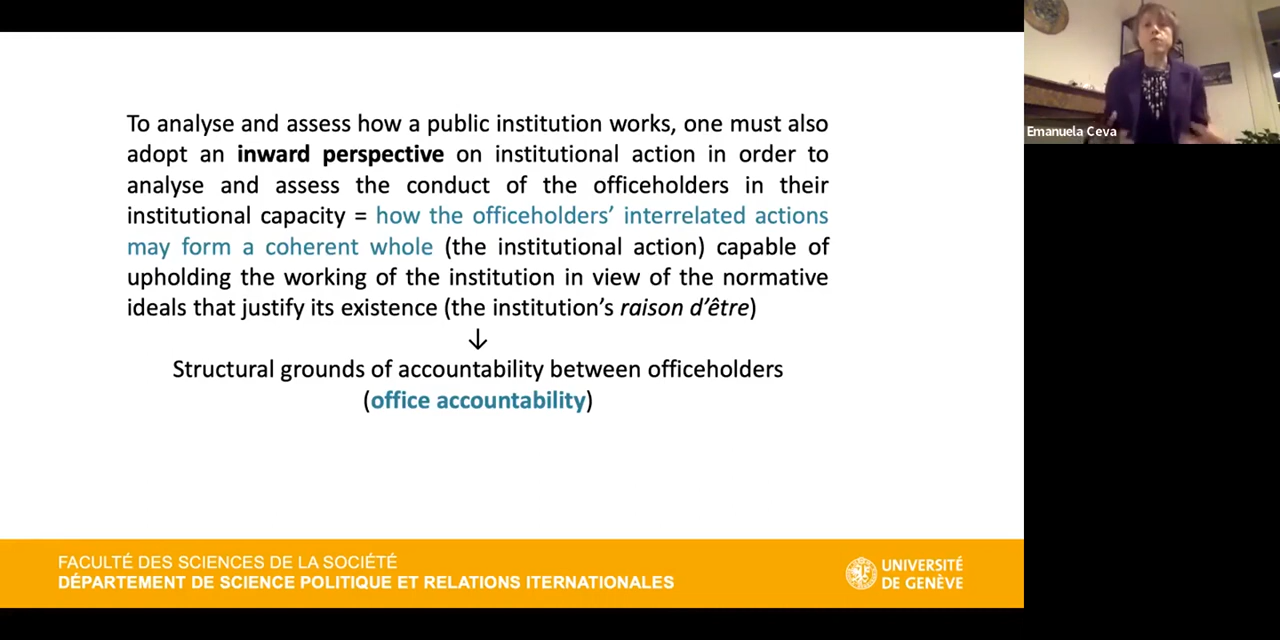 To analyse and assess how a public institution works, one must also
adopt an inward perspective on institutional action in order to
analyse and assess the conduct of the officeholders in their
institutional capacity = how the officeholders’ interrelated actions
may form a coherent whole (the institutional action) capable of
upholding the working of the institution in view of the normative
ideals that justify its existence (the institution’s raison d’être)
↓
Structural grounds of accountability between officeholders
(office accountability)
Emanuela Ceva
FACULTÉ DES SCIENCES DE LA SOCIÉTÉ
DÉPARTEMENT DE SCIENCE POLITIQUE ET RELATIONS ITERNATIONALES
UNIVERSITÉ
DE GENÈVE